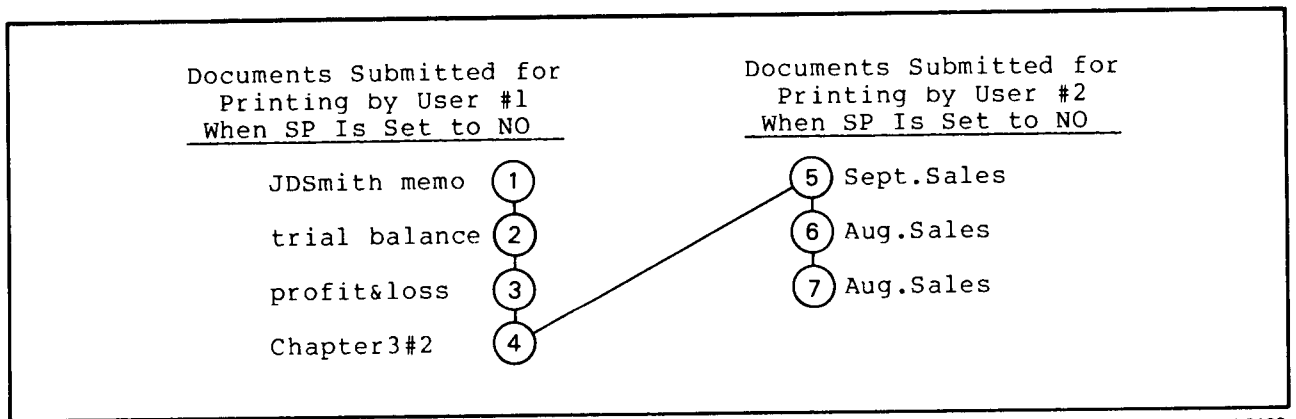 Documents Submitted for
Printing by User #1
When SP Is Set to NO
JDSmith memo 1
trial balance 2
profit&loss 3
Chapter3#2 4
Documents Submitted for
Printing by User #2
When SP Is Set to NO
5 Sept.Sales
6 Aug.Sales
7 Aug.Sales